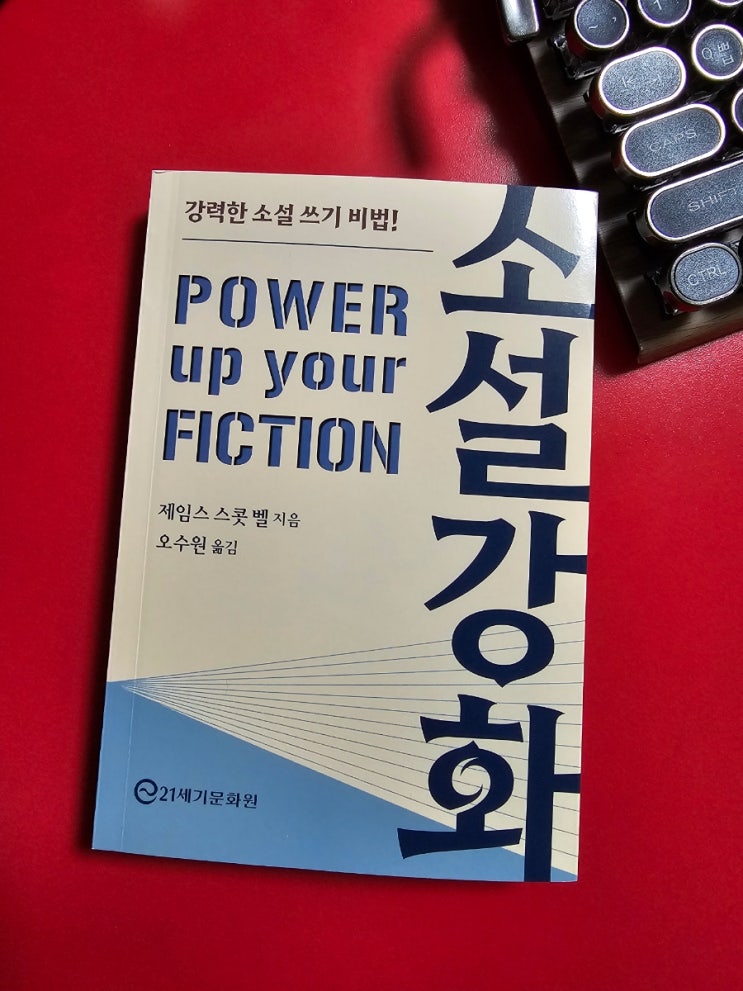 강력한 소설 쓰기 비법!
POWER
up your
FICTION
제임스 스콧 벨 지음
오수원 옮김
소설강화
21세기문화원
1
Q ㅃㅂ
CAPS
SHIFT
CTRL